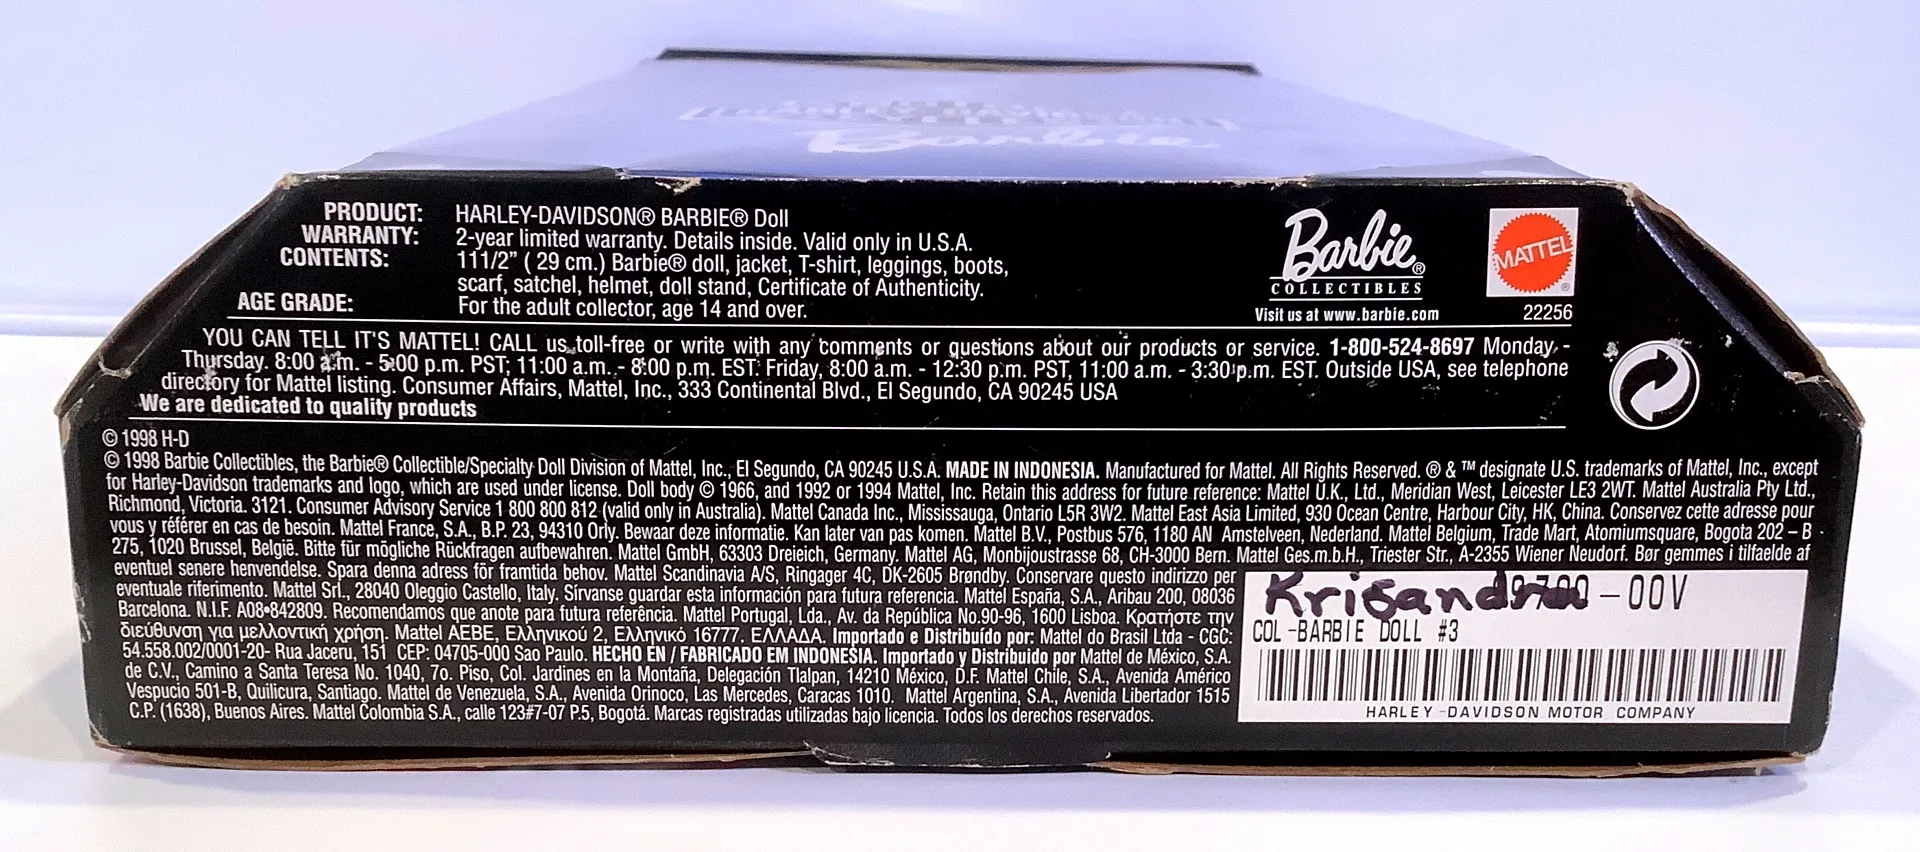 Barbie
PRODUCT: HARLEY-DAVIDSON® BARBIE® Doll
WARRANTY: 2-year limited warranty. Details inside. Valid only in U.S.A.
CONTENTS: 111/2” ( 29 cm.) Barbie® doll, jacket, T-shirt, leggings, boots,
scarf, satchel, helmet, doll stand, Certificate of Authenticity.
AGE GRADE: For the adult collector, age 14 and over.
Barbie®
COLLECTIBLES
Visit us at www.barbie.com
MATTEL®
22256
YOU CAN TELL IT'S MATTEL! CALL us toll-free or write with any comments or questions about our products or service. 1-800-524-8697 Monday, -
Thursday. 8:00 a.m. - 5:00 p.m. PST; 11:00 a.m. - 8:00 p.m. EST. Friday, 8:00 a.m. - 12:30 p.m. PST, 11:00 a.m. - 3:30 p.m. EST. Outside USA, see telephone
directory for Mattel listing. Consumer Affairs, Mattel, Inc., 333 Continental Blvd., El Segundo, CA 90245 USA
We are dedicated to quality products
© 1998 H-D
© 1998 Barbie Collectibles, the Barbie® Collectible/Specialty Doll Division of Mattel, Inc., El Segundo, CA 90245 U.S.A. MADE IN INDONESIA. Manufactured for Mattel. All Rights Reserved. ® & ™ designate U.S. trademarks of Mattel, Inc., except
for Harley-Davidson trademarks and logo, which are used under license. Doll body © 1966, and 1992 or 1994 Mattel, Inc. Retain this address for future reference: Mattel U.K., Ltd., Meridian West, Leicester LE3 2WT. Mattel Australia Pty Ltd.,
Richmond, Victoria. 3121. Consumer Advisory Service 1 800 800 812 (valid only in Australia). Mattel Canada Inc., Mississauga, Ontario L5R 3W2. Mattel East Asia Limited, 930 Ocean Centre, Harbour City, HK, China. Conservez cette adresse pour
vous y référer en cas de besoin. Mattel France, S.A., B.P. 23, 94310 Orly. Bewaar deze informatie. Kan later van pas komen. Mattel B.V., Postbus 576, 1180 AN Amstelveen, Nederland. Mattel Belgium, Trade Mart, Atomiumsquare, Bogota 202 – B -
275, 1020 Brussel, België. Bitte für mögliche Rückfragen aufbewahren. Mattel GmbH, 63303 Dreieich, Germany. Mattel AG, Monbijoustrasse 68, CH-3000 Bern. Mattel Ges.m.b.H., Triester Str., A-2355 Wiener Neudorf. Bør gemmes i tilfaelde af
eventuel senere henvendelse. Spara denna adress för framtida behov. Mattel Scandinavia A/S, Ringager 4C, DK-2605 Brøndby. Conservare questo indirizzo per
eventuale riferimento. Mattel Srl., 28040 Oleggio Castello, Italy. Sírvanse guardar esta información para futura referencia. Mattel España, S.A., Aribau 200, 08036
Barcelona. N.I.F. A08•842809. Recomendamos que anote para futura referência. Mattel Portugal, Lda., Av. da República No.90-96, 1600 Lisboa. Κρατήστε την
διεύθυνση για μελλοντική χρήση. Mattel AEBE, Ελληνικού 2, Ελληνικό 16777. ΕΛΛΑΔΑ. Importado e Distribuído por: Mattel do Brasil Ltda - CGC:
54.558.002/0001-20- Rua Jaceru, 151 CEP: 04705-000 Sao Paulo. HECHO EN / FABRICADO EM INDONESIA. Importado y Distribuido por Mattel de México, S.A.
de C.V., Camino a Santa Teresa No. 1040, 7o. Piso, Col. Jardines en la Montaña, Delegación Tlalpan, 14210 México, D.F. Mattel Chile, S.A., Avenida Américo
Vespucio 501-B, Quilicura, Santiago. Mattel de Venezuela, S.A., Avenida Orinoco, Las Mercedes, Caracas 1010. Mattel Argentina, S.A., Avenida Libertador 1515
C.P. (1638), Buenos Aires. Mattel Colombia S.A., calle 123#7-07 P.5, Bogotá. Marcas registradas utilizadas bajo licencia. Todos los derechos reservados.
Krisandra -00V
COL-BARBIE DOLL #3
HARLEY-DAVIDSON MOTOR COMPANY